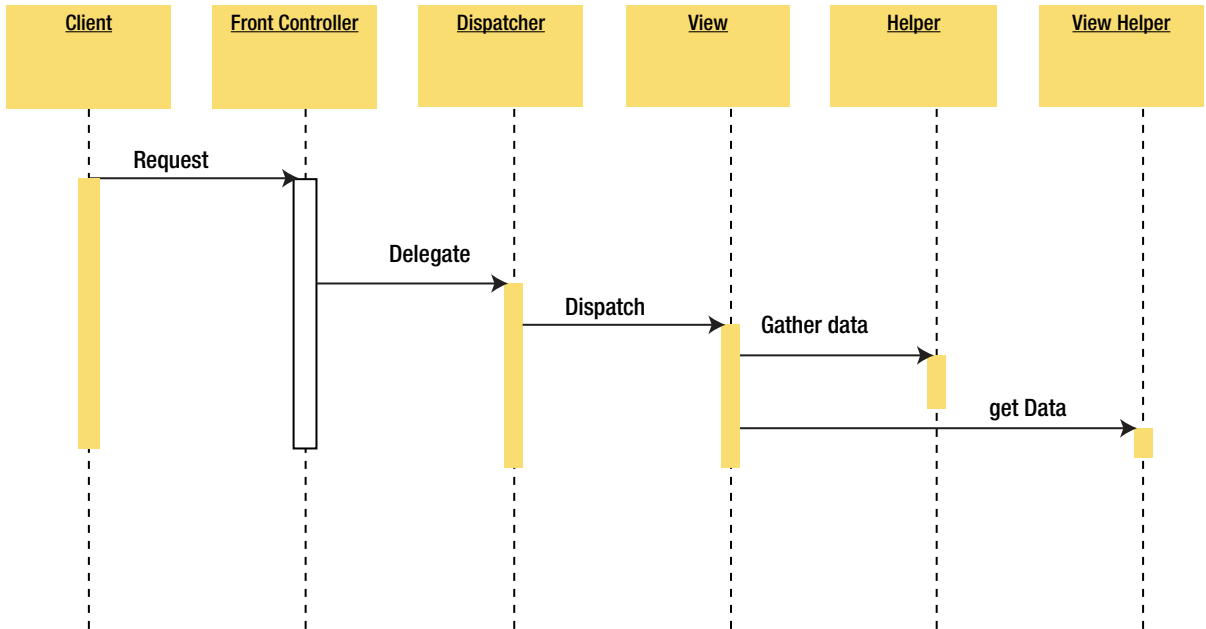 Client
Front Controller
Dispatcher
View
Helper
View Helper
Request
Delegate
Dispatch
Gather data
get Data